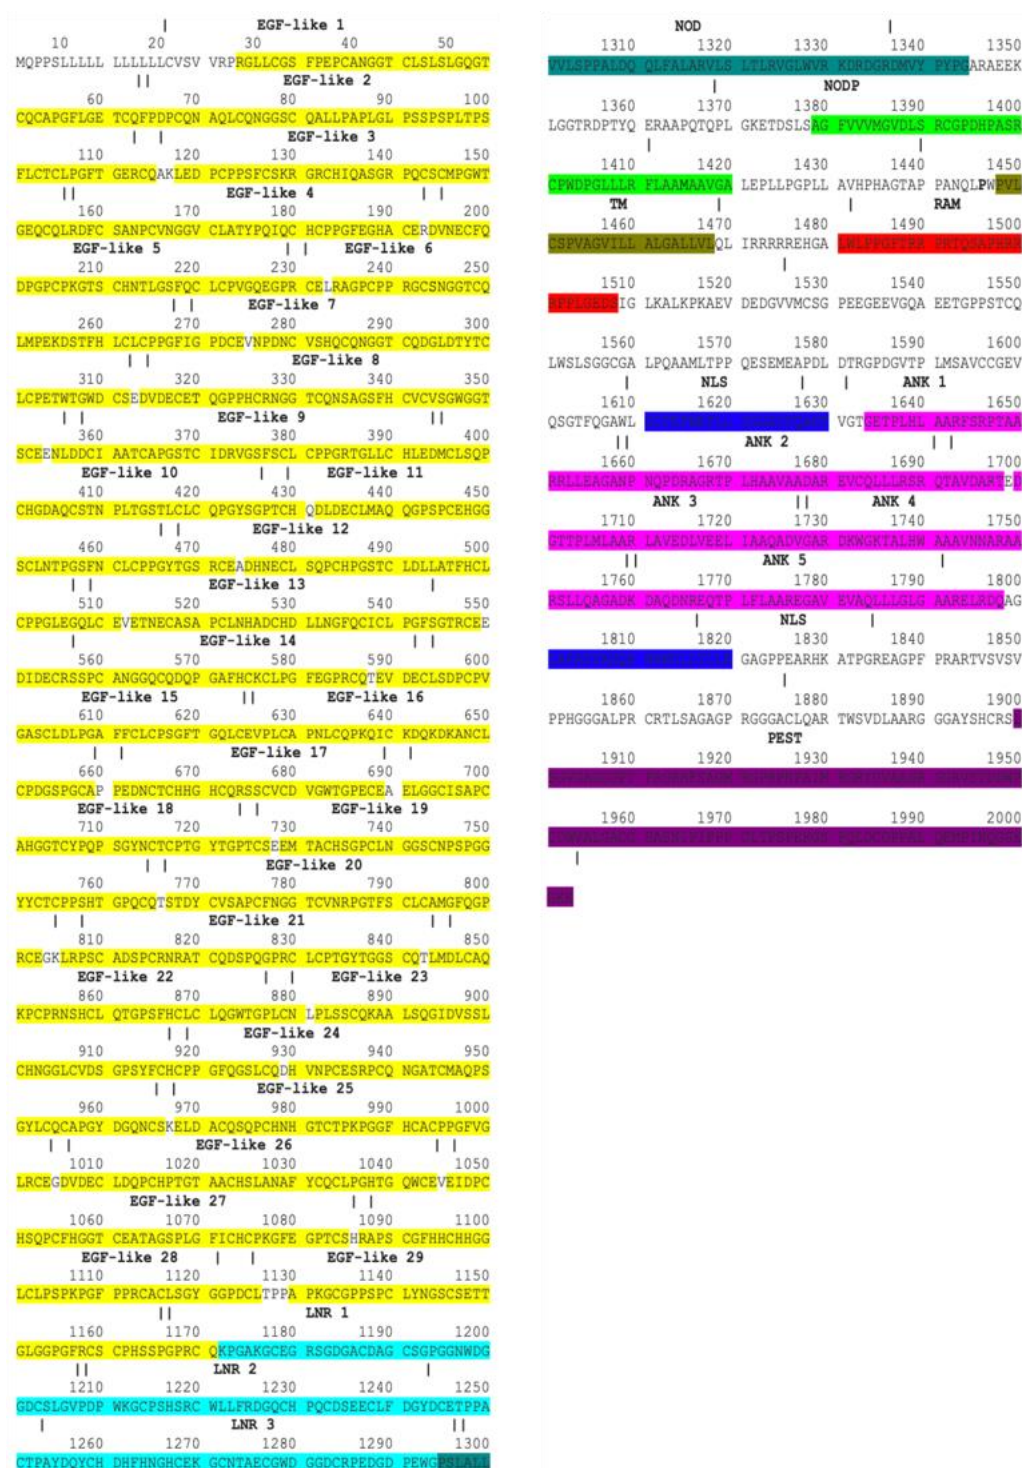 EGF-like 1
10 20 30 40 50
MQPPSLLLLL LLLLLCVSV VRPRGLLCGS FPEPCANGGT CLSLSLGQGT
EGF-like 2
60 70 80 90 100
CQCAPGFLGE TCQFPDPCQN AQLCQNGGSC QALLPAPLGL PSSPSPLTPS
EGF-like 3
110 120 130 140 150
FLCTCLPGFT GERCQAKLED PCPPSFCSKR GRCHIQASGR PQCSCMPGWT
EGF-like 4
160 170 180 190 200
GEQCQLRDFC SANPCVNGGV CLATYPQIQC HCPPGFEGHA CERDVNECFQ
EGF-like 5 EGF-like 6
210 220 230 240 250
DPGPCPKGTS CHNTLGSFQC LCPVGQEGPR CELRAGPCPP RGCSNGGTCQ
EGF-like 7
260 270 280 290 300
LMPEKDSTFH LCLCPPGFIG PDCEVNPDNC VSHQCQNGGT CQDGLDTYTC
EGF-like 8
310 320 330 340 350
LCPETWTGWD CSEDVDECET QGPPHCRNGG TCQNSAGSFH CVCVSGWGGT
EGF-like 9
360 370 380 390 400
SCEENLDDCI AATCAPGSTC IDRVGSFSCL CPPGRTGLLC HLEDMCLSQP
EGF-like 10 EGF-like 11
410 420 430 440 450
CHGDAQCSTN PLTGSTLCLC QPGYSGPTCH QDLDECLMAQ QGPSPCEHGG
EGF-like 12
460 470 480 490 500
SCLNTPGSFN CLCPPGYTGS RCEADHNECL SQPCHPGSTC LDLLATFHCL
EGF-like 13
510 520 530 540 550
CPPGLEGQLC EVETNECASA PCLNHADCHD LLNGFQCICL PGFSGTRCEE
EGF-like 14
560 570 580 590 600
DIDECRSSPC ANGGQCQDQP GAFHCKCLPG FEGPRCQTEV DECLSDPCPV
EGF-like 15 EGF-like 16
610 620 630 640 650
GASCLDLPGA FFCLCPSGFT GQLCEVPLCA PNLCQPKQIC KDQKDKANCL
EGF-like 17
660 670 680 690 700
CPDGSPGCAP PEDNCTCHHG HCQRSSCVCD VGWTGPECEA ELGGCISAPC
EGF-like 18 EGF-like 19
710 720 730 740 750
AHGGTCYPQP SGYNCTCPTG YTGPTCSEEM TACHSGPCLN GGSCNPSPGG
EGF-like 20
760 770 780 790 800
YYCTCPPSHT GPQCQTSTDY CVSAPCFNGG TCVNRPGTFS CLCAMGFQGP
EGF-like 21
810 820 830 840 850
RCEGKLRPSC ADSPCRNRAT CQDSPQGPRC LCPTGYTGGS CQTLMDLCAQ
EGF-like 22 EGF-like 23
860 870 880 890 900
KPCPRNSHCL QTGPSFHCLC LQGWTGPLCN LPLSSCQKAA LSQGIDVSSL
EGF-like 24
910 920 930 940 950
CHNGGLCVDS GPSYFCHCPP GFQGSLCQDH VNPCESRPCQ NGATCMAQPS
EGF-like 25
960 970 980 990 1000
GYLCQCAPGY DGQNCSKELD ACQSQPCHNH GTCTPKPGGF HCACPPGFVG
EGF-like 26
1010 1020 1030 1040 1050
LRCEGDVDEC LDQPCHPTGT AACHSLANAF YCQCLPGHTG QWCEVEIDPC
EGF-like 27
1060 1070 1080 1090 1100
HSQPCFHGGT CEATAGSPLG FICHCPKGFE GPTCSHRAPS CGFHHCHHGG
EGF-like 28 EGF-like 29
1110 1120 1130 1140 1150
LCLPSPKPGF PPRCACLSGY GGPDCLTPPA PKGCGPPSPC LYNGSCSETT
LNR 1
1160 1170 1180 1190 1200
GLGGPGFRCS CPHSSPGPRC QKPGAKGCEG RSGDGACDAG CSGPGGNWDG
LNR 2
1210 1220 1230 1240 1250
GDCSLGVPDP WKGCPSHSRC WLLFRDGQCH PQCDSEECLF DGYDCETPPA
LNR 3
1260 1270 1280 1290 1300
CTPAYDQYCH DHFHNGHCEK GCNTAECGWD GGDCRPEDGD PEWGPSLALL
NOD
1310 1320 1330 1340 1350
VVLSPPALDQ QLFALARVLS LTLRVGLWVR KDRDGRDMVY PYPGARAEEK
NODP
1360 1370 1380 1390 1400
LGGTRDPTYQ ERAAPQTQPL GKETDSLSAG FVVVMGVDLS RCGPDHPASR
1410 1420 1430 1440 1450
CPWDPGLLLR FLAAMAAVGA LEPLLPGPLL AVHPHAGTAP PANQLPWPVL
TM RAM
1460 1470 1480 1490 1500
CSPVAGVILL ALGALLVLQL IRRRRREHGA LWLPPGFTRR PRTQSAPHRR
1510 1520 1530 1540 1550
RPPLGEDSIG LKALKPKAEV DEDGVVMCSG PEEGEEVGQA EETGPPSTCQ
1560 1570 1580 1590 1600
LWSLSGGCGA LPQAAMLTPP QESEMEAPDL DTRGPDGVTP LMSAVCCGEV
NLS ANK 1
1610 1620 1630 1640 1650
QSGTFQGAWL VGTGETPLHL AARFSRPTAA
ANK 2
1660 1670 1680 1690 1700
RRLLEAGANP NQPDRAGRTP LHAAVAADAR EVCQLLLRSR QTAVDARTED
ANK 3 ANK 4
1710 1720 1730 1740 1750
GTTPLMLAAR LAVEDLVEEL IAAQADVGAR DKWGKTALHW AAAVNNARAA
ANK 5
1760 1770 1780 1790 1800
RSLLQAGADK DAQDNREQTP LFLAAREGAV EVAQLLLGLG AARELRDQAG
NLS
1810 1820 1830 1840 1850
GAGPPEARHK ATPGREAGPF PRARTVSVSV
1860 1870 1880 1890 1900
PPHGGGALPR CRTLSAGAGP RGGGACLQAR TWSVDLAARG GGAYSHCRS
PEST
1910 1920 1930 1940 1950
1960 1970 1980 1990 2000